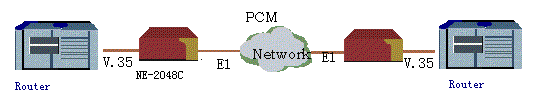 PCM
Network
V.35
NE-2048C
E1
E1
V.35
Router
Router